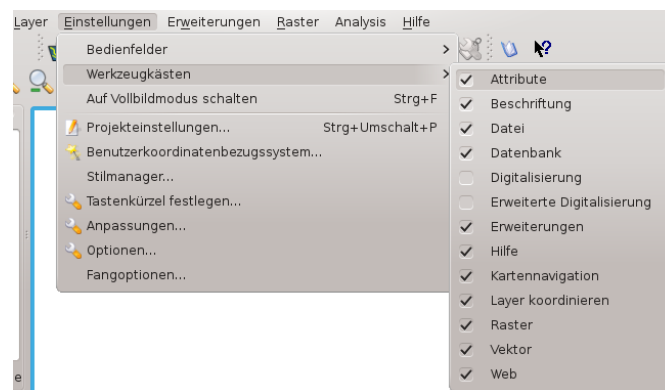 Layer Einstellungen Erweiterungen Raster Analysis Hilfe
Bedienfelder
Werkzeugkästen
Auf Vollbildmodus schalten Strg+F
Projekteinstellungen... Strg+Umschalt+P
Benutzerkoordinatenbezugssystem...
Stilmanager...
Tastenkürzel festlegen...
Anpassungen...
Optionen...
Fangoptionen...
Attribute
Beschriftung
Datei
Datenbank
Digitalisierung
Erweiterte Digitalisierung
Erweiterungen
Hilfe
Kartennavigation
Layer koordinieren
Raster
Vektor
Web
e